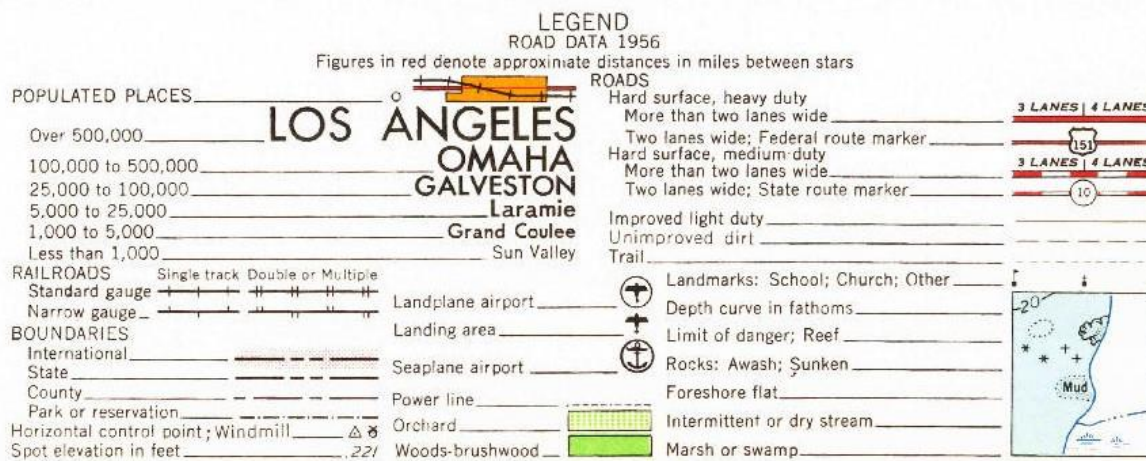 LEGEND
ROAD DATA 1956
Figures in red denote approximate distances in miles between stars
POPULATED PLACES
Over 500,000 LOS ANGELES
100,000 to 500,000 OMAHA
25,000 to 100,000 GALVESTON
5,000 to 25,000 Laramie
1,000 to 5,000 Grand Coulee
Less than 1,000 Sun Valley
RAILROADS Single track Double or Multiple
Standard gauge
Narrow gauge
BOUNDARIES
International
State
County
Park or reservation
Horizontal control point; Windmill
Spot elevation in feet .221
Landplane airport
Landing area
Seaplane airport
Power line
Orchard
Woods-brushwood
ROADS
Hard surface, heavy duty
More than two lanes wide 3 LANES | 4 LANES
Two lanes wide; Federal route marker 151
Hard surface, medium-duty
More than two lanes wide 3 LANES | 4 LANES
Two lanes wide; State route marker 10
Improved light duty
Unimproved dirt
Trail
Landmarks: School; Church; Other
Depth curve in fathoms
Limit of danger; Reef
Rocks: Awash; Sunken
Foreshore flat
Intermittent or dry stream
Marsh or swamp
20
Mud